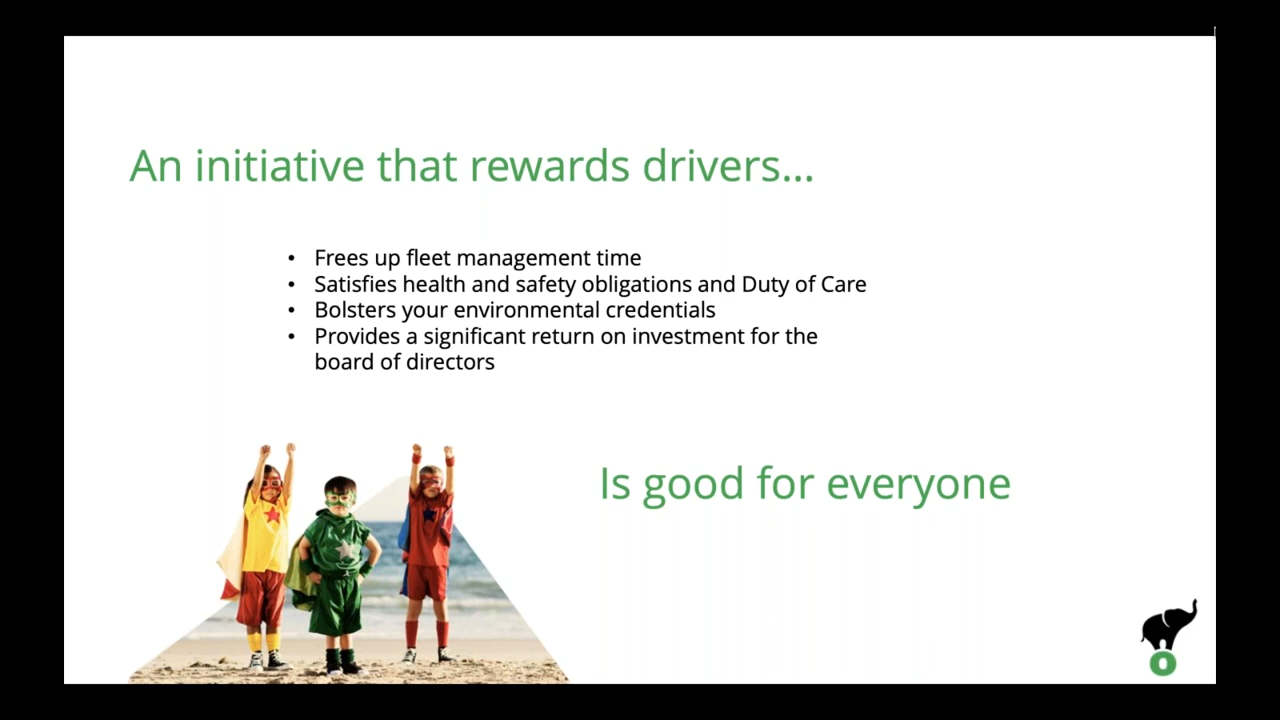 An initiative that rewards drivers...
• Frees up fleet management time
• Satisfies health and safety obligations and Duty of Care
• Bolsters your environmental credentials
• Provides a significant return on investment for the
board of directors
Is good for everyone